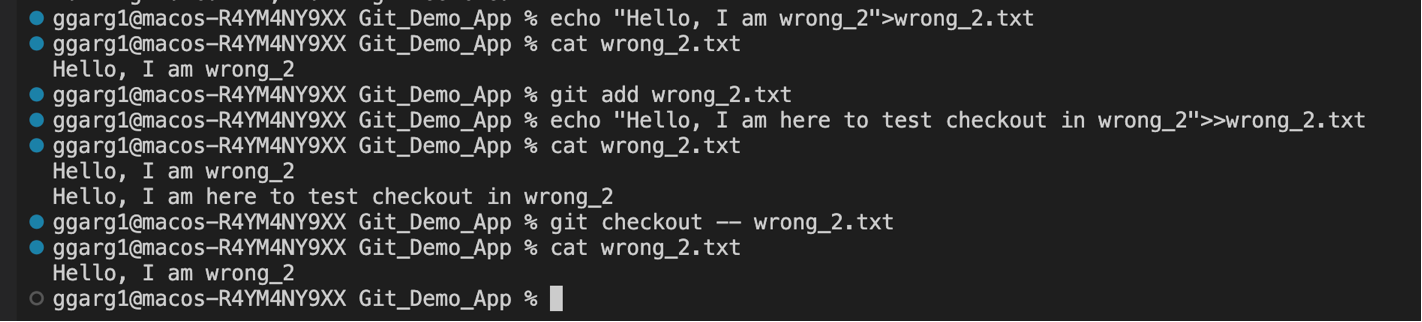 ggarg1@macos-R4YM4NY9XX Git_Demo_App % echo "Hello, I am wrong_2">wrong_2.txt
ggarg1@macos-R4YM4NY9XX Git_Demo_App % cat wrong_2.txt
Hello, I am wrong_2
ggarg1@macos-R4YM4NY9XX Git_Demo_App % git add wrong_2.txt
ggarg1@macos-R4YM4NY9XX Git_Demo_App % echo "Hello, I am here to test checkout in wrong_2">>wrong_2.txt
ggarg1@macos-R4YM4NY9XX Git_Demo_App % cat wrong_2.txt
Hello, I am wrong_2
Hello, I am here to test checkout in wrong_2
ggarg1@macos-R4YM4NY9XX Git_Demo_App % git checkout -- wrong_2.txt
ggarg1@macos-R4YM4NY9XX Git_Demo_App % cat wrong_2.txt
Hello, I am wrong_2
ggarg1@macos-R4YM4NY9XX Git_Demo_App %